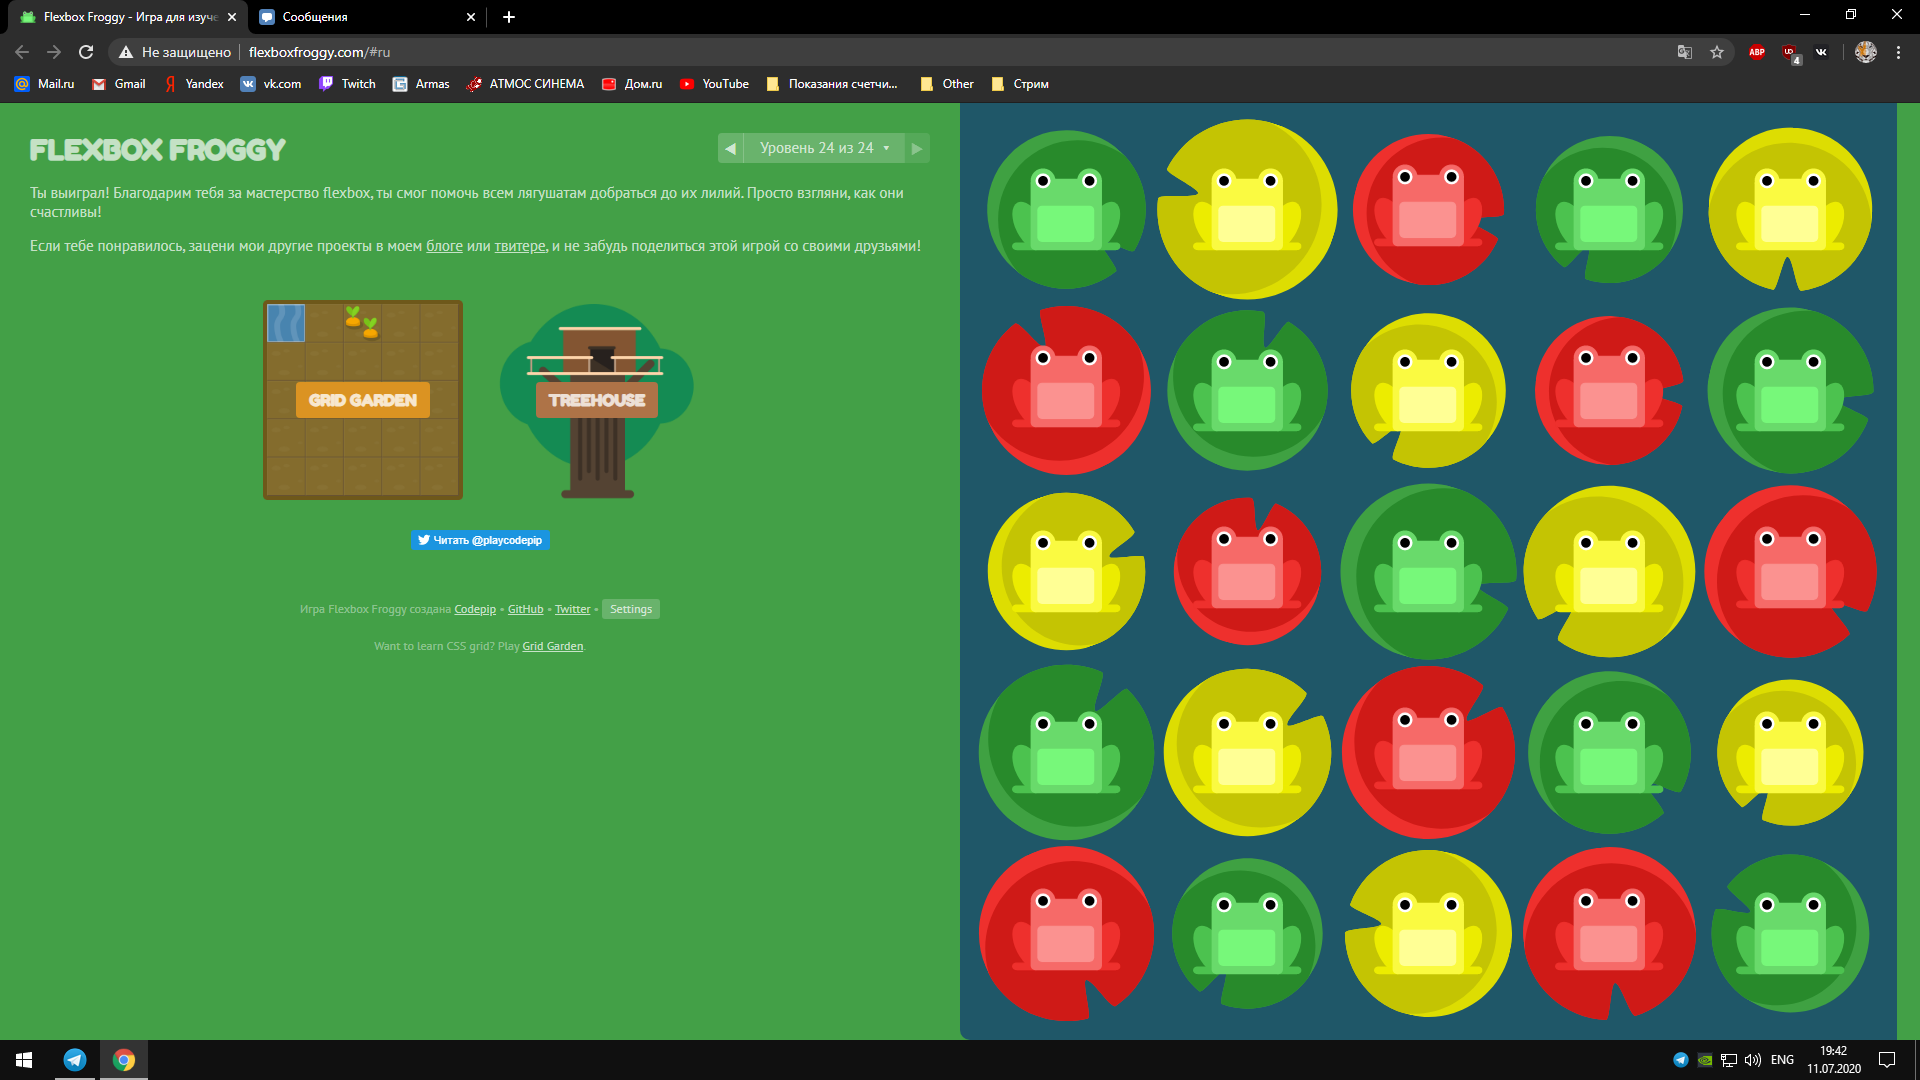 Flexbox Froggy - Игра для изуче
Сообщения
Не защищено
flexboxfroggy.com/#ru
ABP
UO
4
Mail.ru
Gmail
Yandex
vk.com
Twitch
Armas
АТМОС СИНЕМА
Дом.ru
YouTube
Показания счетчи...
Other
Стрим
FLEXBOX FROGGY
◀ Уровень 24 из 24 ▾ ▶
Ты выиграл! Благодарим тебя за мастерство flexbox, ты смог помочь всем лягушатам добраться до их лилий. Просто взгляни, как они
счастливы!
Если тебе понравилось, зацени мои другие проекты в моем блоге или твитере, и не забудь поделиться этой игрой со своими друзьями!
GRID GARDEN
TREEHOUSE
Читать @playcodepip
Игра Flexbox Froggy создана Codepip • GitHub • Twitter • Settings
Want to learn CSS grid? Play Grid Garden.
ENG
19:42
11.07.2020